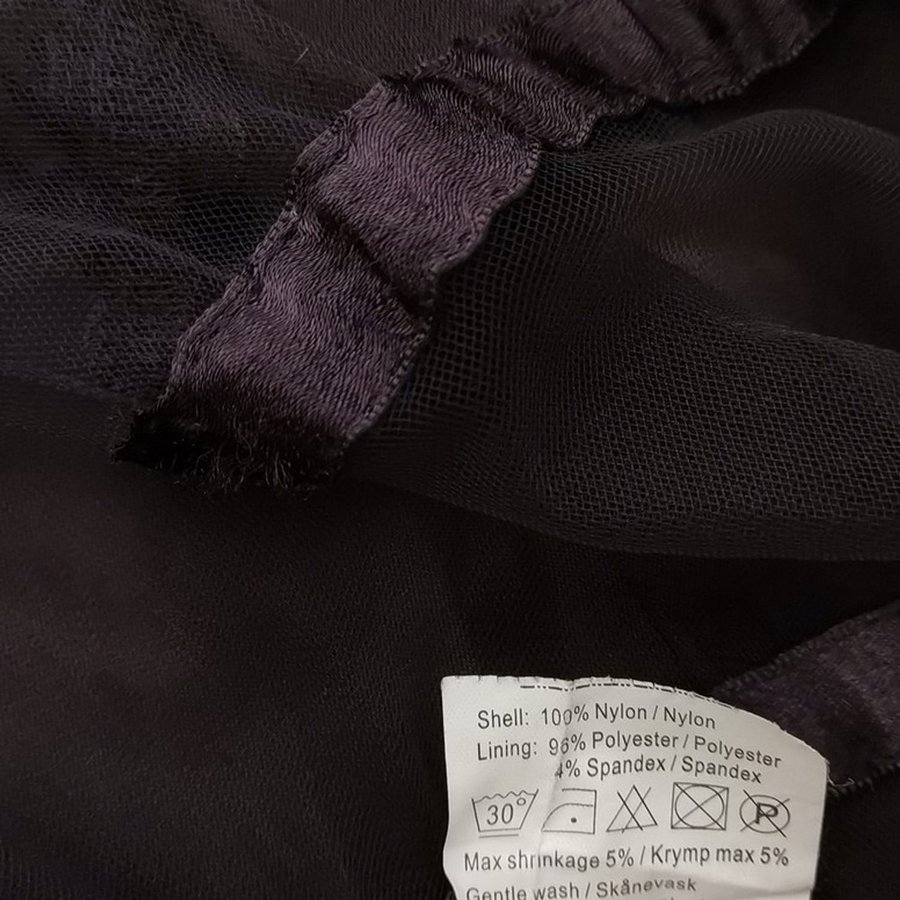 Shell: 100% Nylon / Nylon
Lining: 96% Polyester / Polyester
4% Spandex / Spandex
30°
P
Max shrinkage 5% / Krymp max 5%
Gentle wash / Skånevask